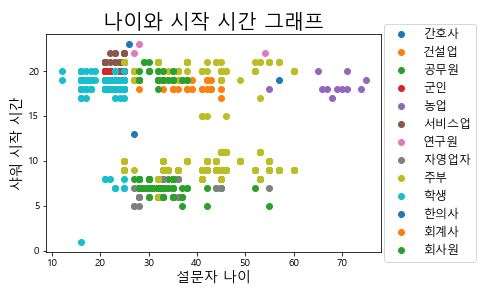 나이와 시작 시간 그래프
샤워 시작 시간
20
15
10
5
0
10 20 30 40 50 60 70
설문자 나이
간호사
건설업
공무원
군인
농업
서비스업
연구원
자영업자
주부
학생
한의사
회계사
회사원